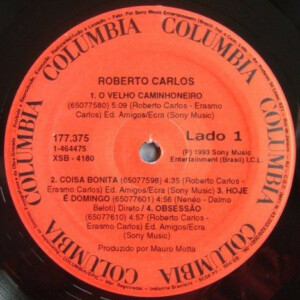 COLUMBIA
COLUMBIA
COLUMBIA
COLUMBIA
COLUMBIA
COLUMBIA
ROBERTO CARLOS
1. O VELHO CAMINHONEIRO
(65077580) 5:09 (Roberto Carlos - Erasmo
Carlos) Ed. Amigos/Ecra (Sony Music)
177.375
1-464475
XSB - 4180
Lado 1
(P) 1993 Sony Music
Entertainment (Brasil) I.C.L.
2. COISA BONITA (65077598) 4:35 (Roberto Carlos -
Erasmo Carlos) Ed. Amigos/Ecra (Sony Music) 3. HOJE
É DOMINGO (65077601) 4:56 (Nenéo - Dalmo
Beloti) Direto / 4. OBSESSÃO
(65077610) 4:57 (Roberto Carlos -
Erasmo Carlos) Ed. Amigos/Ecra
(Sony Music)
Produzido por Mauro Motta
Indústria Brasileira